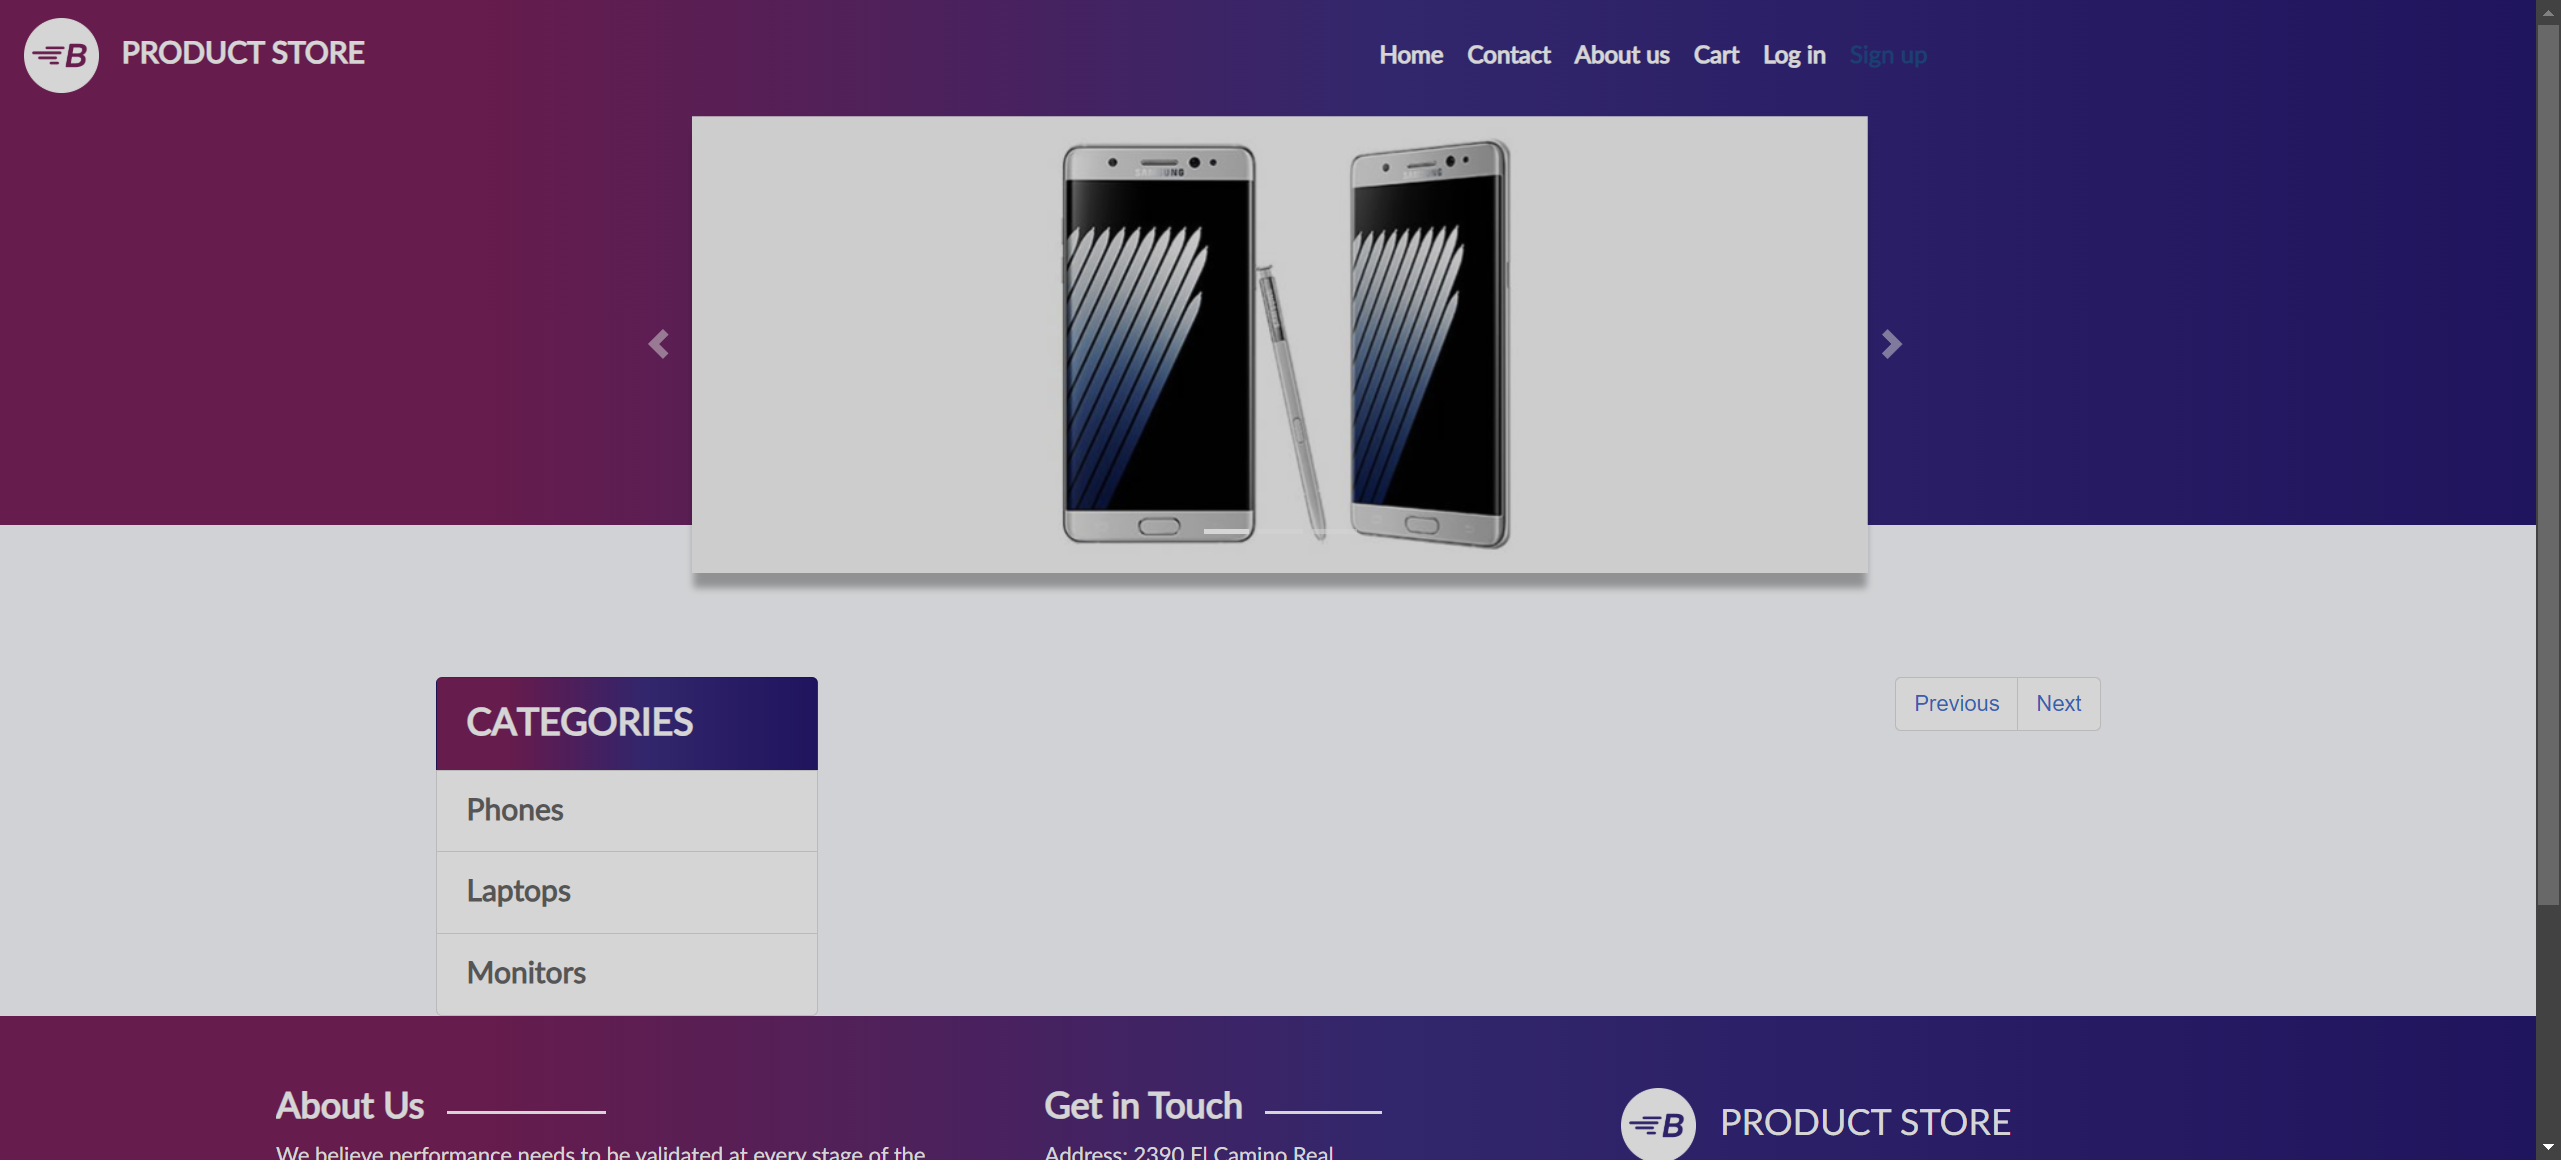 B PRODUCT STORE
Home Contact About us Cart Log in Sign up
SAMSUNG
SAMSUNG
CATEGORIES
Phones
Laptops
Monitors
Previous Next
About Us
We believe performance needs to be validated at every stage of the
Get in Touch
Address: 2390 El Camino Real
B PRODUCT STORE